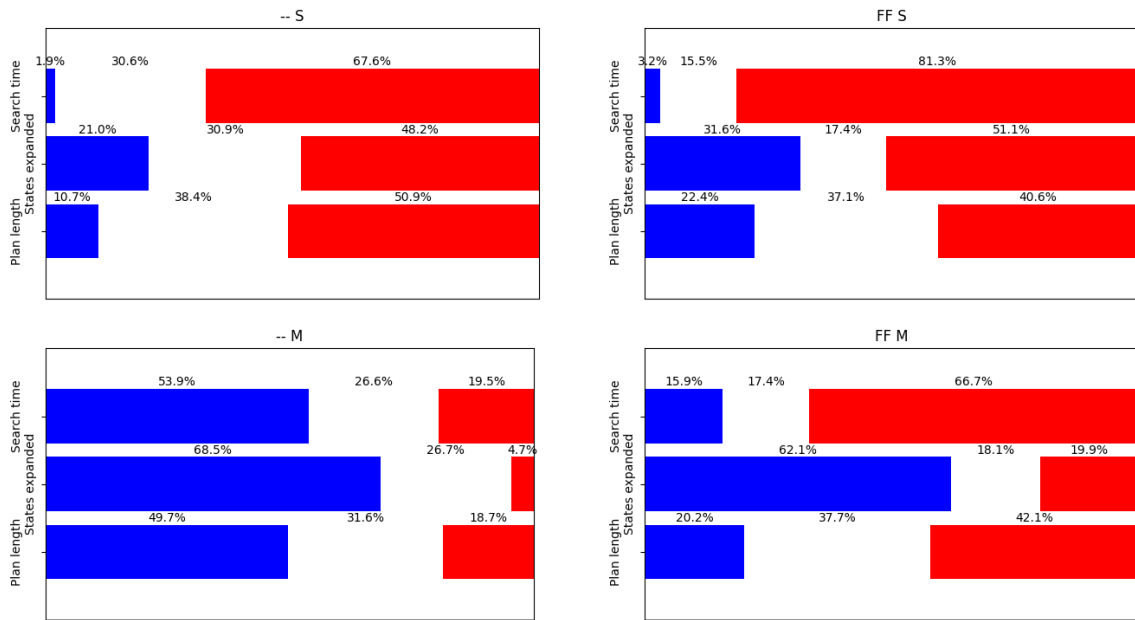 -- S
1.9% 30.6% 67.6%
Search time
21.0% 30.9% 48.2%
States expanded
10.7% 38.4% 50.9%
Plan length
FF S
3.2% 15.5% 81.3%
Search time
31.6% 17.4% 51.1%
States expanded
22.4% 37.1% 40.6%
Plan length
-- M
53.9% 26.6% 19.5%
Search time
68.5% 26.7% 4.7%
States expanded
49.7% 31.6% 18.7%
Plan length
FF M
15.9% 17.4% 66.7%
Search time
62.1% 18.1% 19.9%
States expanded
20.2% 37.7% 42.1%
Plan length